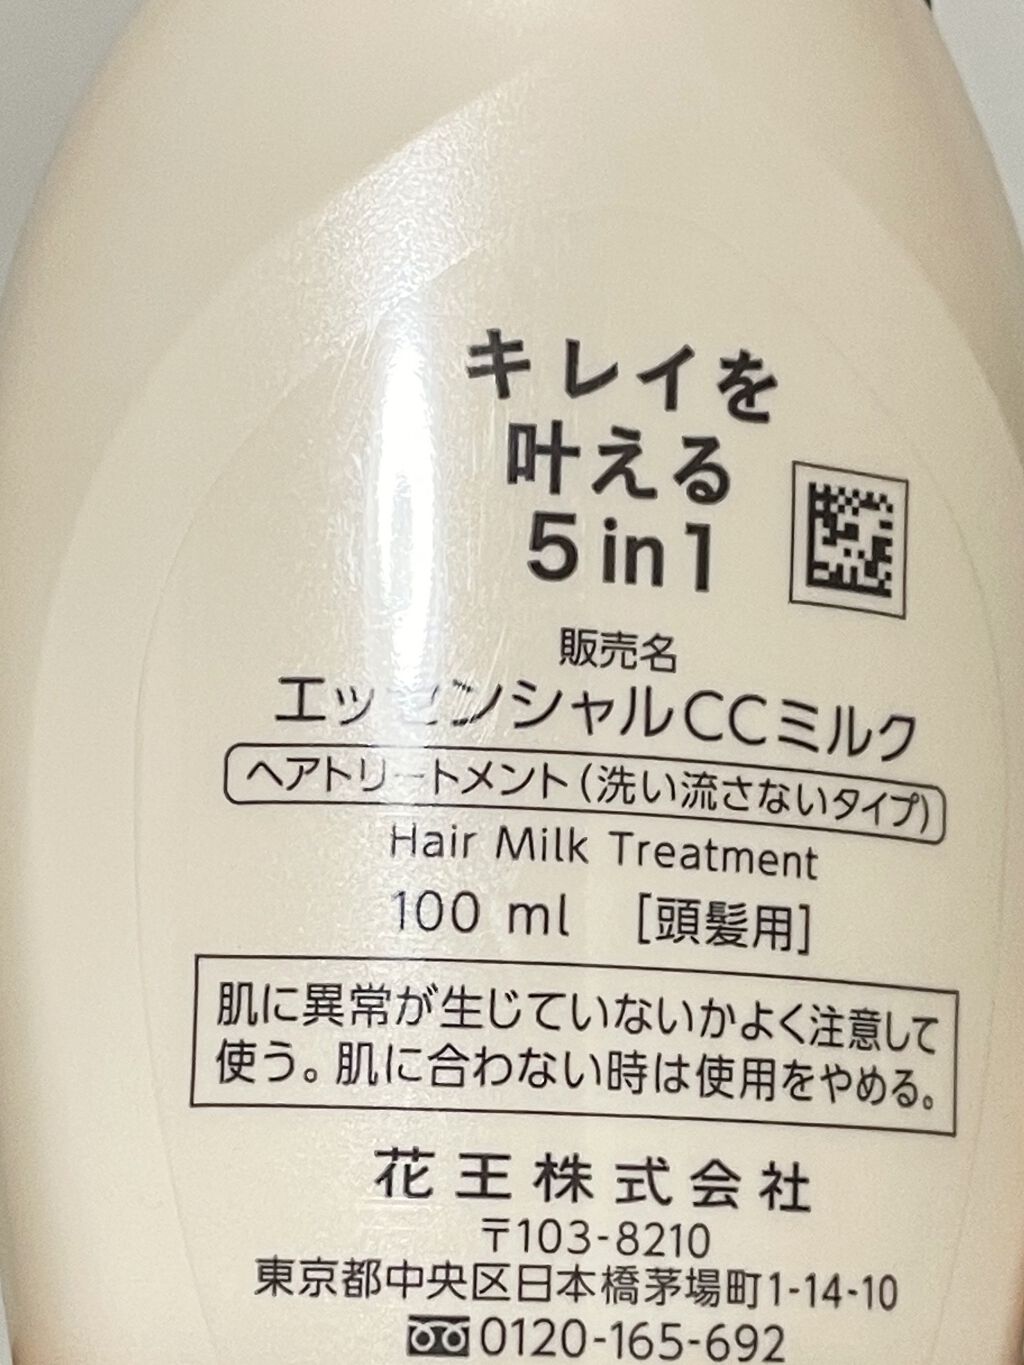 キレイを
叶える
5in1
販売名
エッセンシャルCCミルク
ヘアトリートメント(洗い流さないタイプ)
Hair Milk Treatment
100 ml [頭髪用]
肌に異常が生じていないかよく注意して
使う。肌に合わない時は使用をやめる。
花王株式会社
〒103-8210
東京都中央区日本橋茅場町1-14-10
0120-165-692